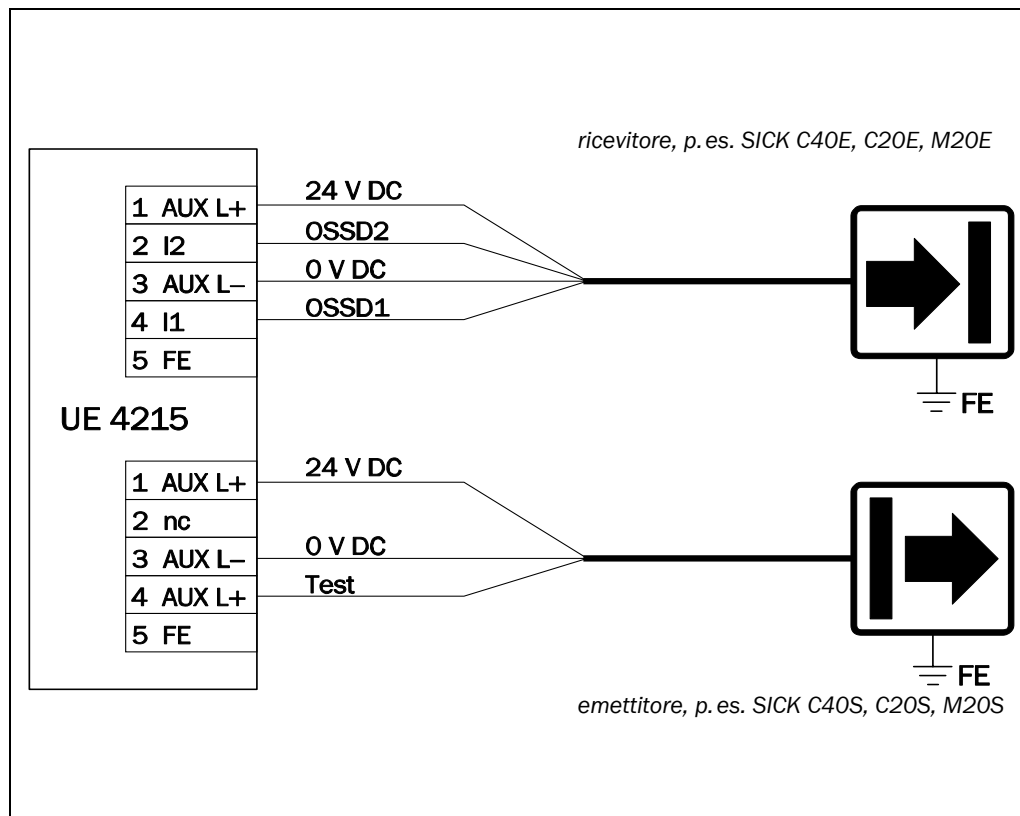 ricevitore, p. es. SICK C40E, C20E, M20E
1 AUX L+
24 V DC
2 I2
OSSD2
3 AUX L–
0 V DC
4 I1
OSSD1
5 FE
FE
UE 4215
1 AUX L+
24 V DC
2 nc
3 AUX L–
0 V DC
4 AUX L+
Test
5 FE
FE
emettitore, p. es. SICK C40S, C20S, M20S